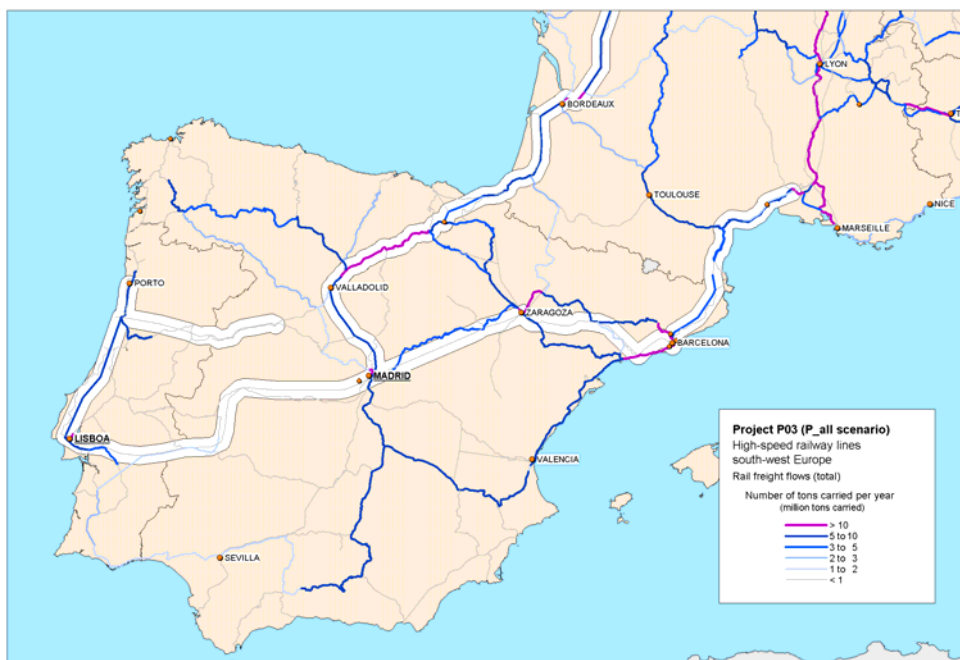 LYON
BORDEAUX
T
TOULOUSE
NICE
MARSEILLE
PORTO
VALLADOLID
ZARAGOZA
BARCELONA
MADRID
LISBOA
VALENCIA
SEVILLA
Project P03 (P_all scenario)
High-speed railway lines
south-west Europe
Rail freight flows (total)
Number of tons carried per year
(million tons carried)
> 10
5 to 10
3 to 5
2 to 3
1 to 2
< 1